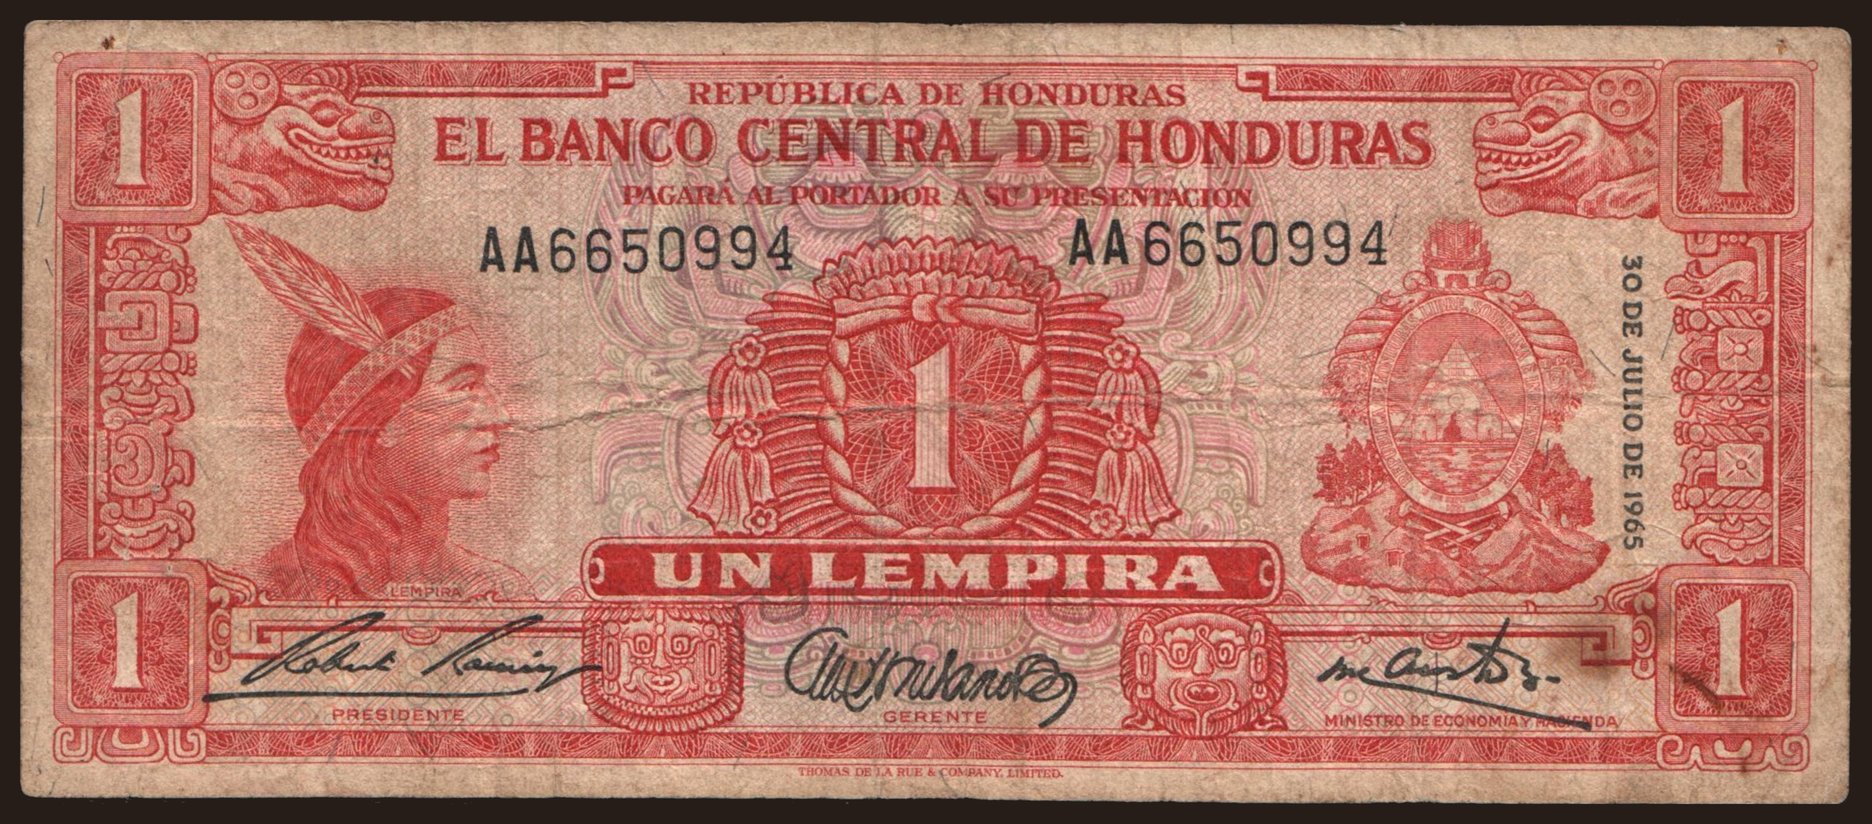 1
1
REPÚBLICA DE HONDURAS
EL BANCO CENTRAL DE HONDURAS
PAGARÁ AL PORTADOR A SU PRESENTACION
AA6650994
AA6650994
30 DE JULIO DE 1965
1
LEMPIRA
UN LEMPIRA
1
1
PRESIDENTE
GERENTE
MINISTRO DE ECONOMIA Y HACIENDA
THOMAS DE LA RUE & COMPANY, LIMITED.